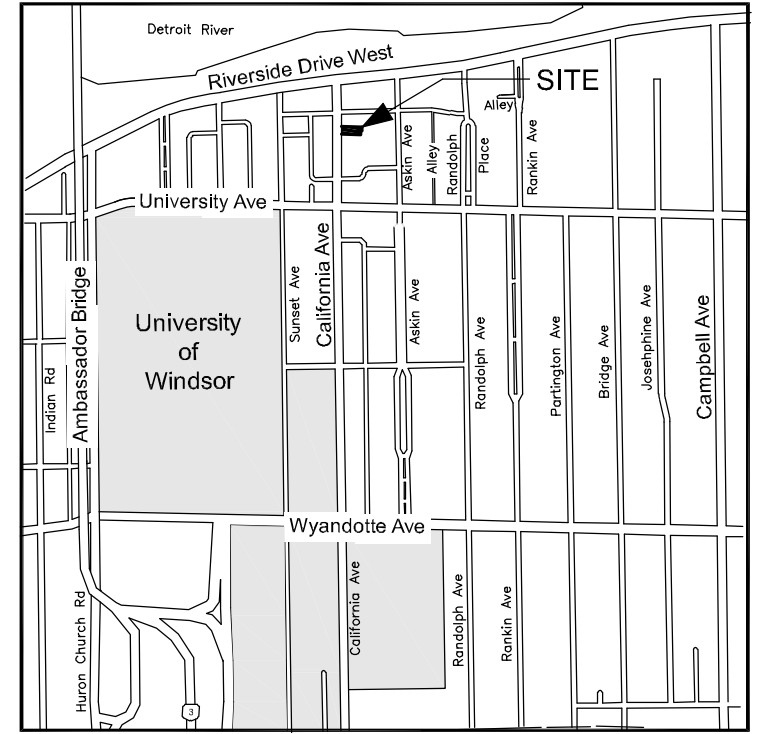 Detroit River
Riverside Drive West
SITE
Alley
Askin Ave
Alley
Randolph
Place
Rankin Ave
University Ave
Ambassador Bridge
Sunset Ave
California Ave
Askin Ave
University
of
Windsor
Indian Rd
Randolph Ave
Partington Ave
Bridge Ave
Josehphine Ave
Campbell Ave
Wyandotte Ave
Huron Church Rd
California Ave
Randolph Ave
Rankin Ave
3